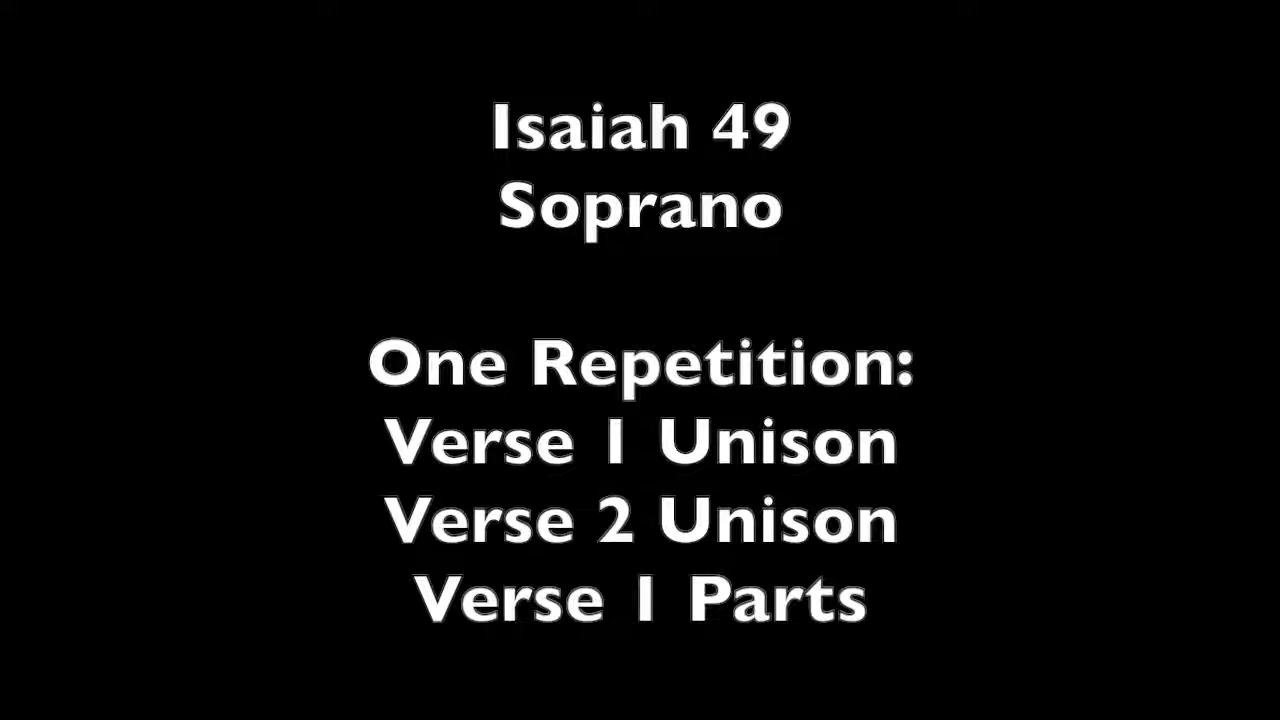 Isaiah 49
Soprano
One Repetition:
Verse 1 Unison
Verse 2 Unison
Verse 1 Parts